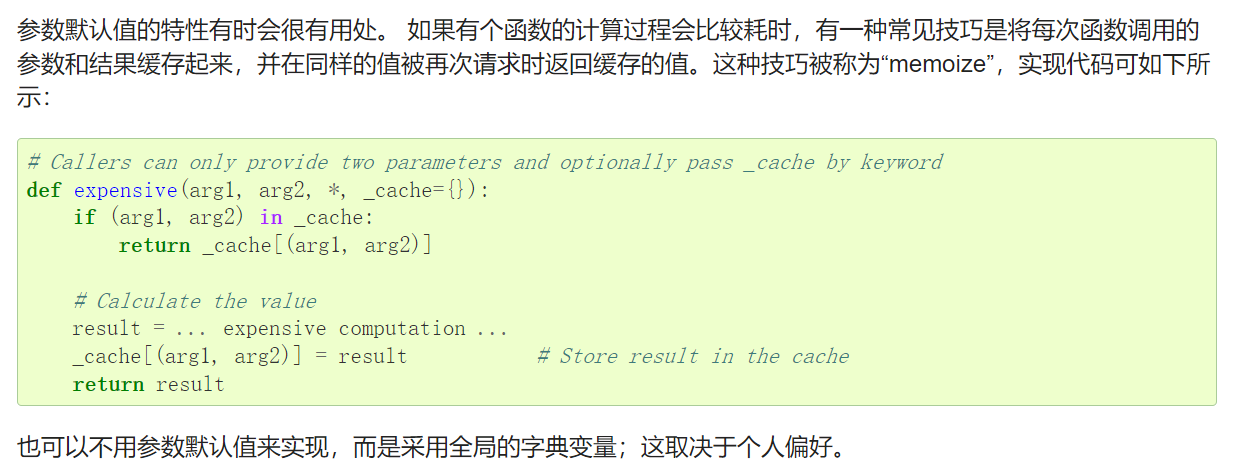 参数默认值的特性有时会很有用处。 如果有个函数的计算过程会比较耗时，有一种常见技巧是将每次函数调用的
参数和结果缓存起来，并在同样的值被再次请求时返回缓存的值。这种技巧被称为“memoize”，实现代码可如下所
示：
# Callers can only provide two parameters and optionally pass _cache by keyword
def expensive(arg1, arg2, *, _cache={}):
    if (arg1, arg2) in _cache:
        return _cache[(arg1, arg2)]
    # Calculate the value
    result = ... expensive computation ...
    _cache[(arg1, arg2)] = result           # Store result in the cache
    return result
也可以不用参数默认值来实现，而是采用全局的字典变量；这取决于个人偏好。